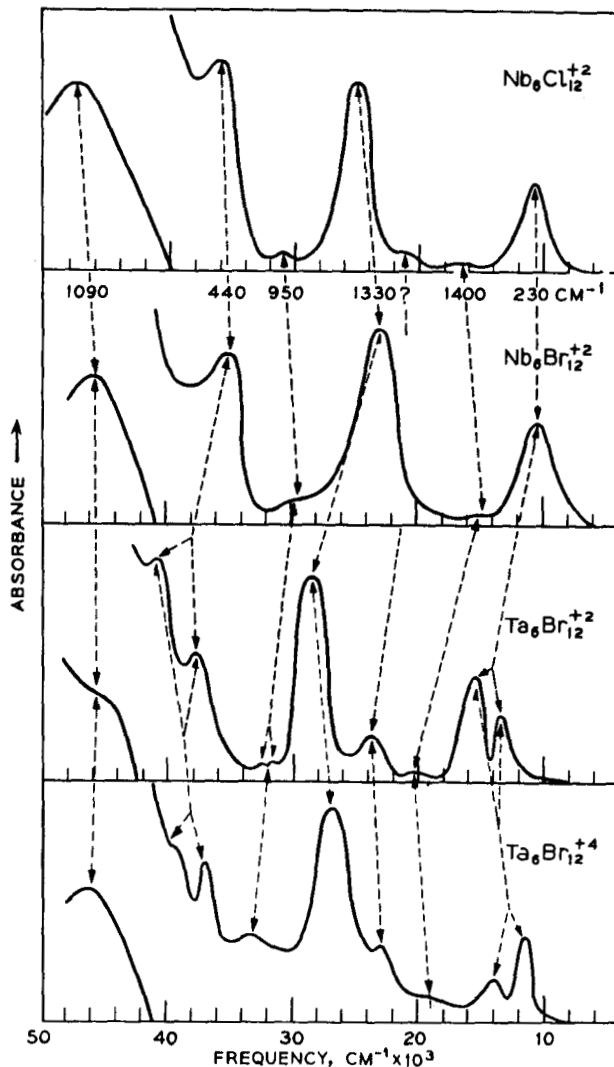 Nb6Cl12+2
1090 440 950 1330 ? 1400 230 CM-1
Nb6Br12+2
ABSORBANCE →
Ta6Br12+2
Ta6Br12+4
50 40 30 20 10
FREQUENCY, CM-1×103